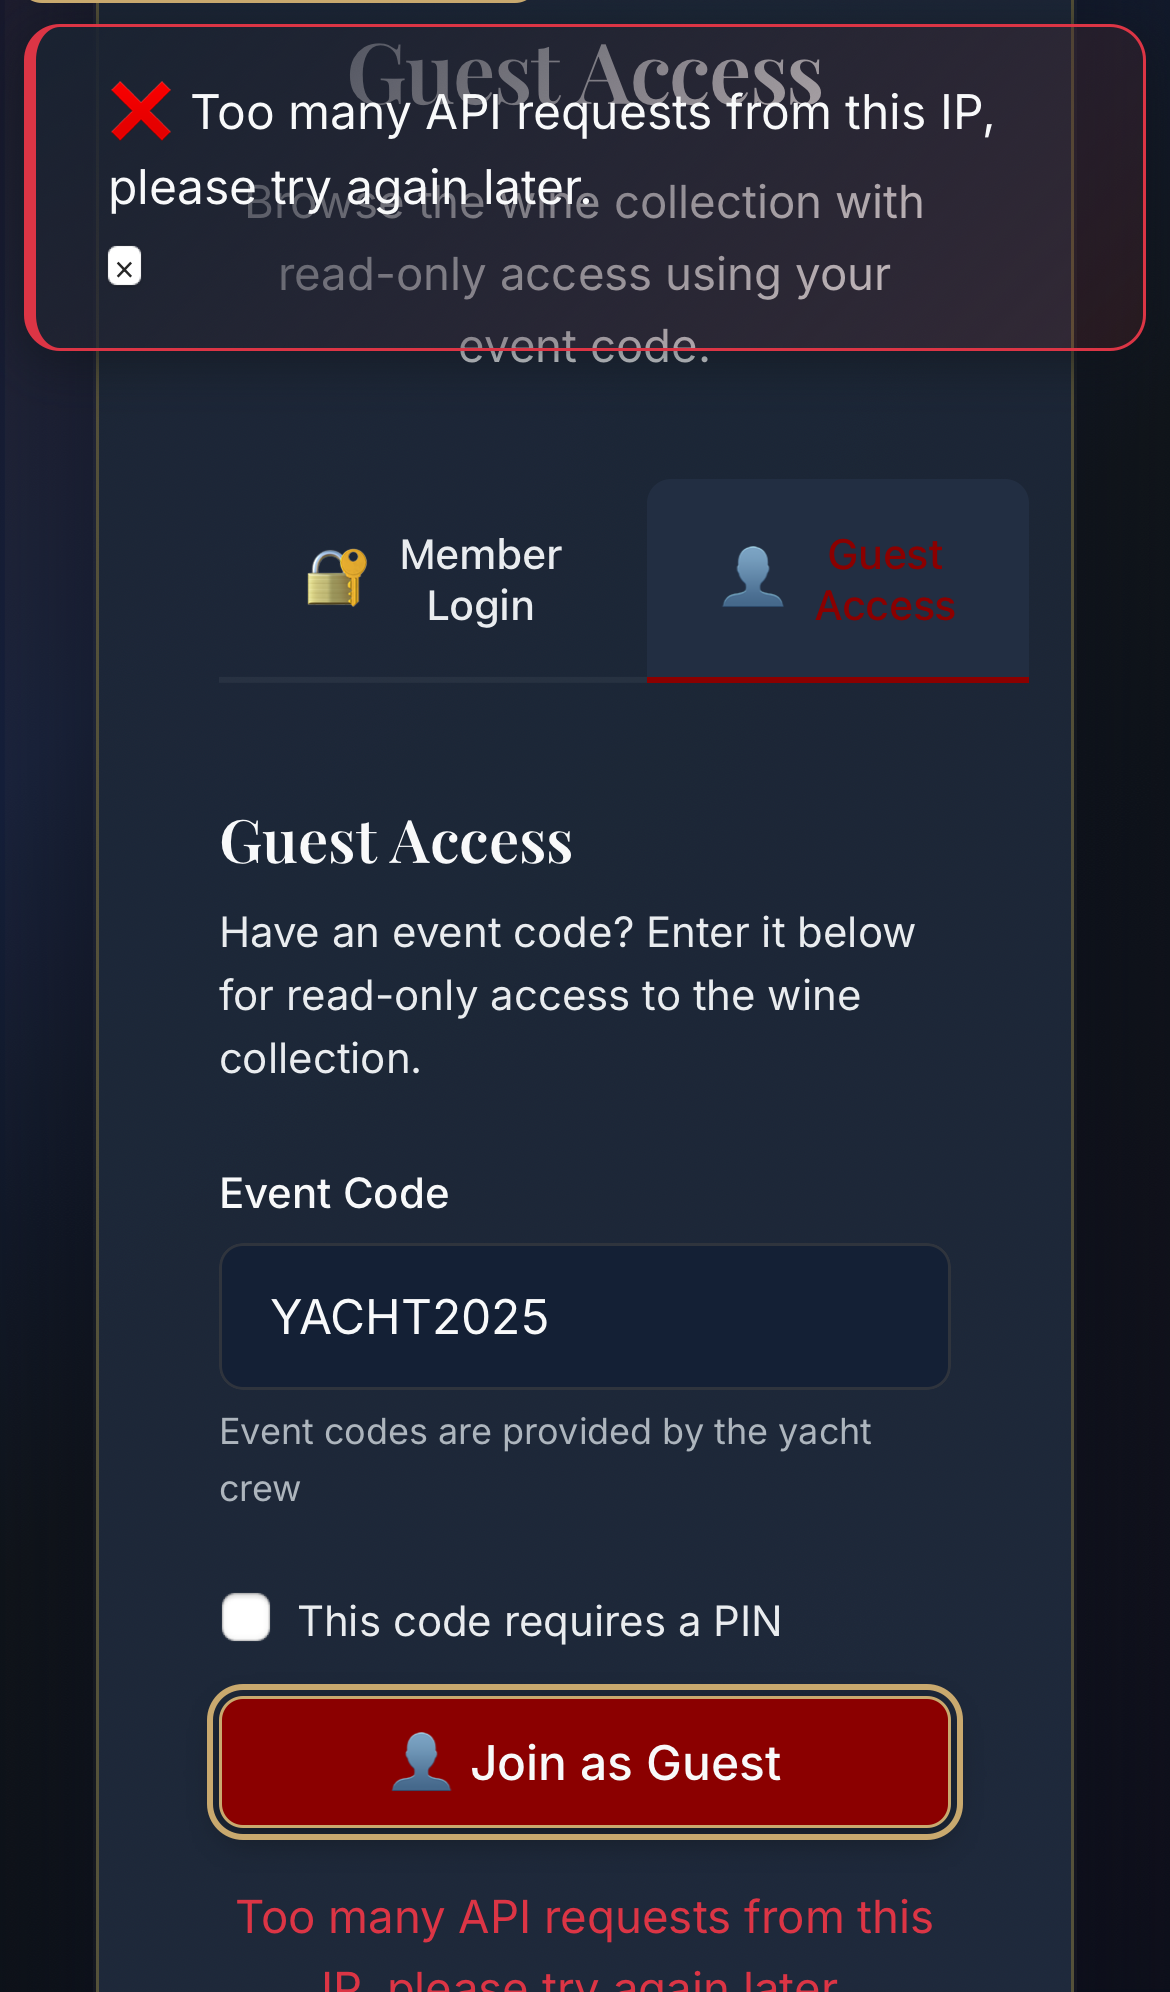 Guest Access
❌ Too many API requests from this IP,
please try again later.
Browse the wine collection with
×
read-only access using your
event code.
🔐 Member
Login
👤 Guest
Access
Guest Access
Have an event code? Enter it below
for read-only access to the wine
collection.
Event Code
YACHT2025
Event codes are provided by the yacht
crew
This code requires a PIN
👤 Join as Guest
Too many API requests from this
IP, please try again later.